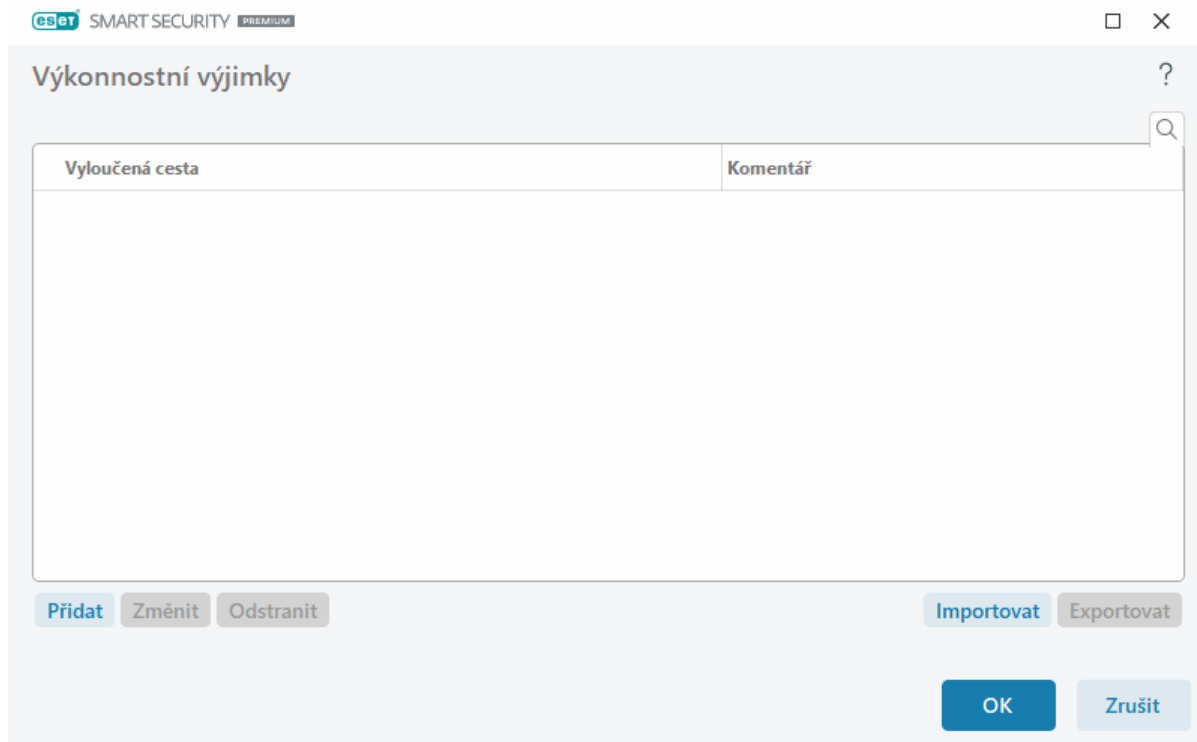 eset SMART SECURITY PREMIUM
Výkonnostní výjimky
?
Vyloučená cesta Komentář
Přidat Změnit Odstranit Importovat Exportovat
OK Zrušit